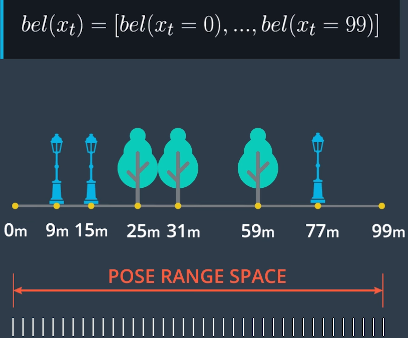 bel(x_t) = [bel(x_t = 0), ..., bel(x_t = 99)]
0m 9m 15m 25m 31m 59m 77m 99m
POSE RANGE SPACE